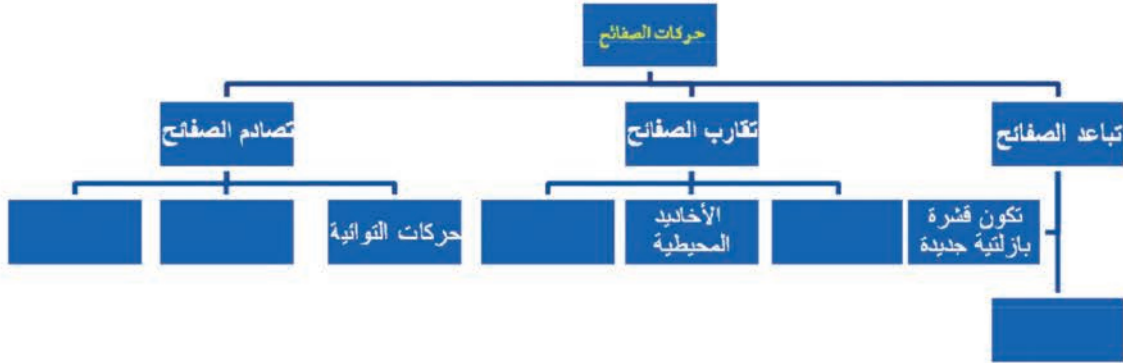 حركات الصفائح
تباعد الصفائح
تقارب الصفائح
تصادم الصفائح
تكون قشرة
بازلتية جديدة
الأخاديد
المحيطية
حركات التوائية